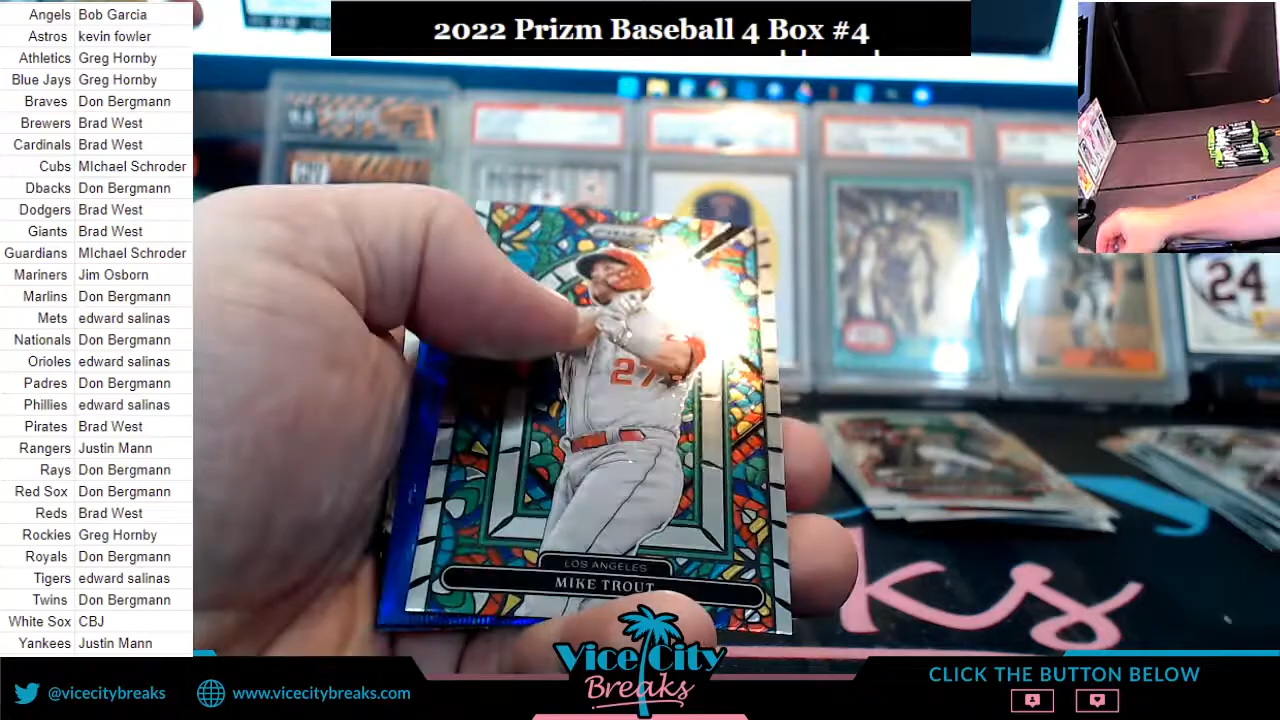 2022 Prizm Baseball 4 Box #4
Angels Bob Garcia
Astros kevin fowler
Athletics Greg Hornby
Blue Jays Greg Hornby
Braves Don Bergmann
Brewers Brad West
Cardinals Brad West
Cubs MIchael Schroder
Dbacks Don Bergmann
Dodgers Brad West
Giants Brad West
Guardians MIchael Schroder
Mariners Jim Osborn
Marlins Don Bergmann
Mets edward salinas
Nationals Don Bergmann
Orioles edward salinas
Padres Don Bergmann
Phillies edward salinas
Pirates Brad West
Rangers Justin Mann
Rays Don Bergmann
Red Sox Don Bergmann
Reds Brad West
Rockies Greg Hornby
Royals Don Bergmann
Tigers edward salinas
Twins Don Bergmann
White Sox CBJ
Yankees Justin Mann
27
LOS ANGELES
MIKE TROUT
24
ks
@vicecitybreaks
www.vicecitybreaks.com
Vice City
Breaks
CLICK THE BUTTON BELOW